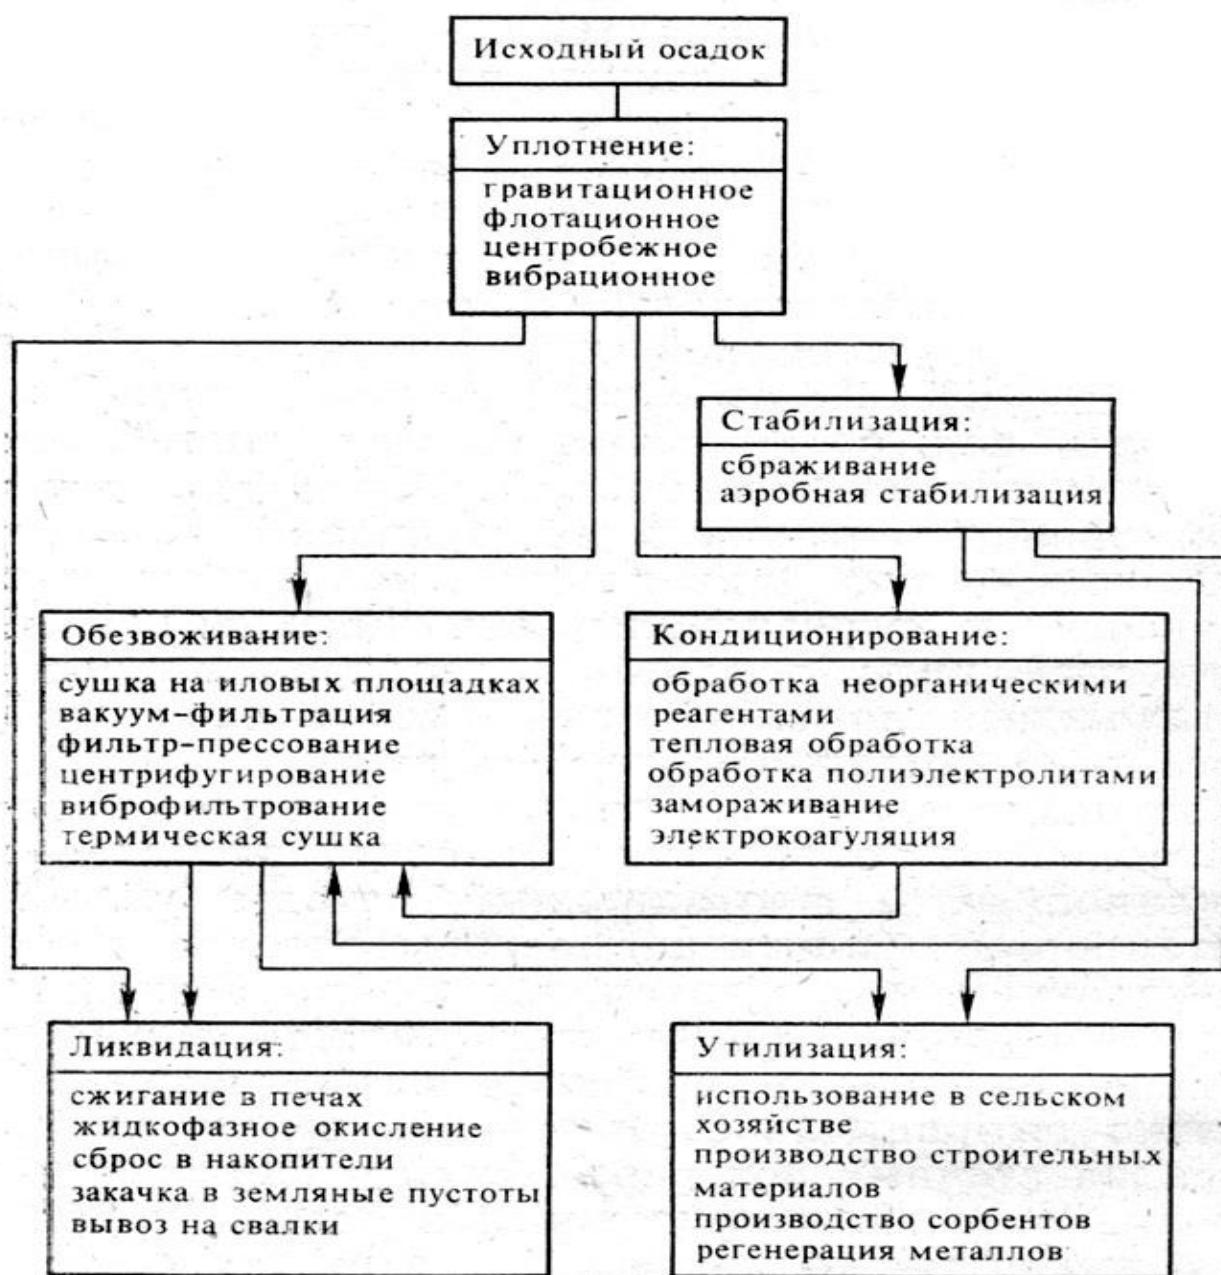 Исходный осадок
Уплотнение:
гравитационное
флотационное
центробежное
вибрационное
Стабилизация:
сбраживание
аэробная стабилизация
Обезвоживание:
сушка на иловых площадках
вакуум-фильтрация
фильтр-прессование
центрифугирование
виброфильтрование
термическая сушка
Кондиционирование:
обработка неорганическими
реагентами
тепловая обработка
обработка полиэлектролитами
замораживание
электрокоагуляция
Ликвидация:
сжигание в печах
жидкофазное окисление
сброс в накопители
закачка в земляные пустоты
вывоз на свалки
Утилизация:
использование в сельском
хозяйстве
производство строительных
материалов
производство сорбентов
регенерация металлов